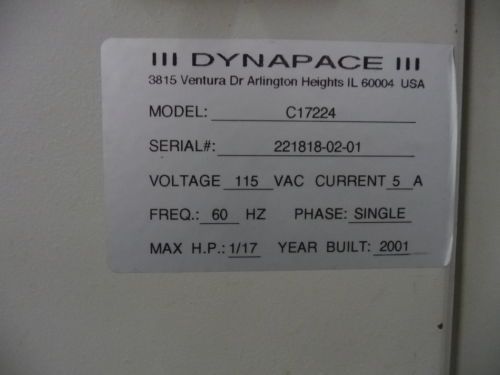 III DYNAPACE III
3815 Ventura Dr Arlington Heights IL 60004 USA
MODEL: C17224
SERIAL#: 221818-02-01
VOLTAGE 115 VAC CURRENT 5 A
FREQ.: 60 HZ PHASE: SINGLE
MAX H.P.: 1/17 YEAR BUILT: 2001